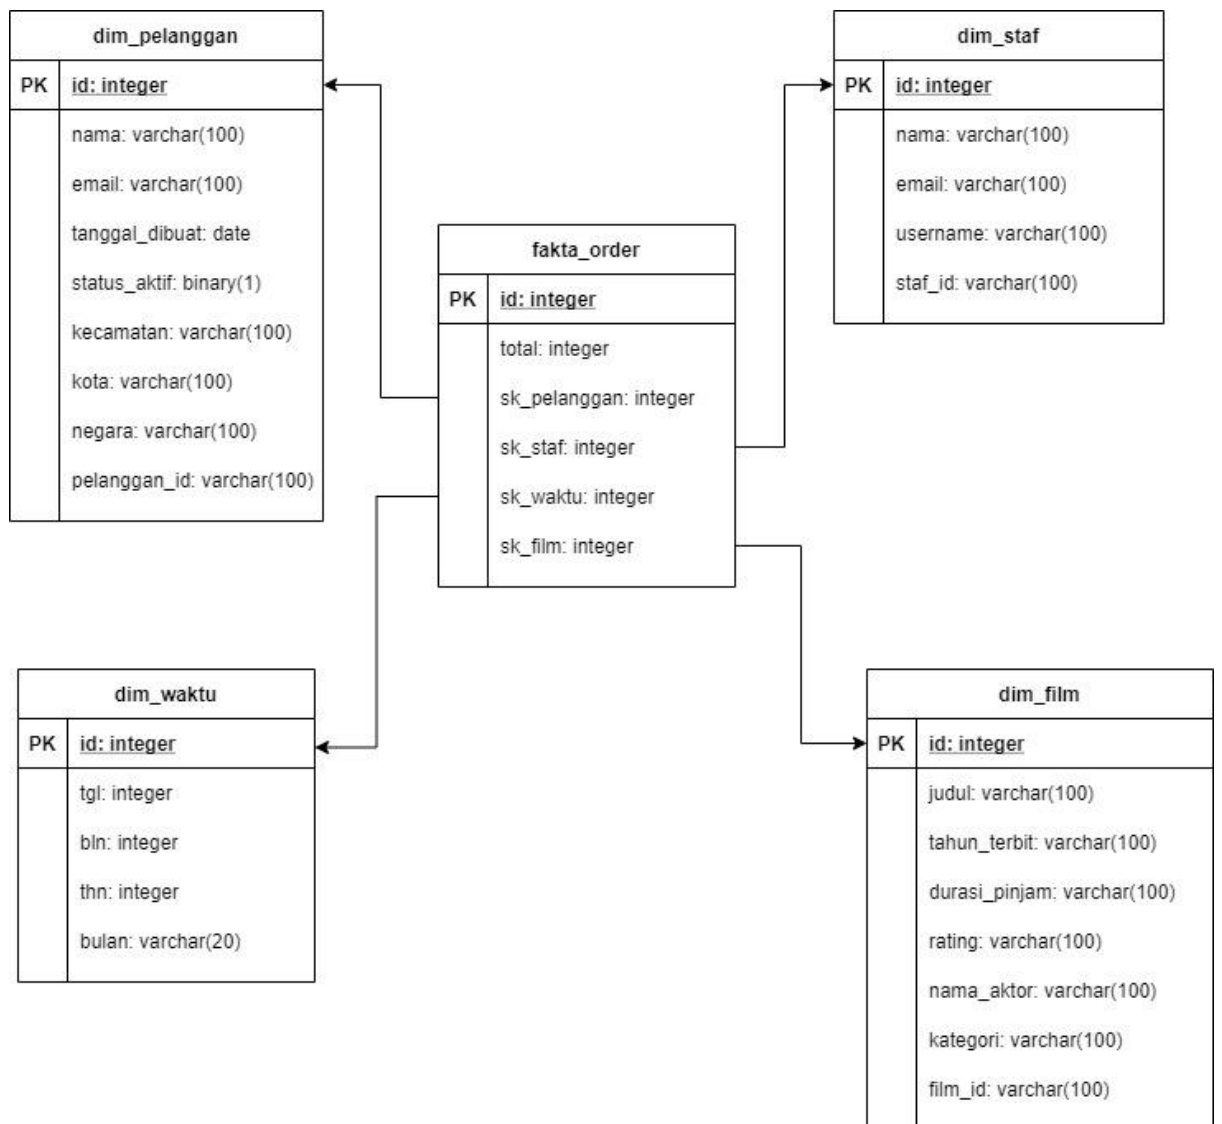 dim_pelanggan
PK id: integer
nama: varchar(100)
email: varchar(100)
tanggal_dibuat: date
status_aktif: binary(1)
kecamatan: varchar(100)
kota: varchar(100)
negara: varchar(100)
pelanggan_id: varchar(100)
dim_staf
PK id: integer
nama: varchar(100)
email: varchar(100)
username: varchar(100)
staf_id: varchar(100)
fakta_order
PK id: integer
total: integer
sk_pelanggan: integer
sk_staf: integer
sk_waktu: integer
sk_film: integer
dim_waktu
PK id: integer
tgl: integer
bln: integer
thn: integer
bulan: varchar(20)
dim_film
PK id: integer
judul: varchar(100)
tahun_terbit: varchar(100)
durasi_pinjam: varchar(100)
rating: varchar(100)
nama_aktor: varchar(100)
kategori: varchar(100)
film_id: varchar(100)